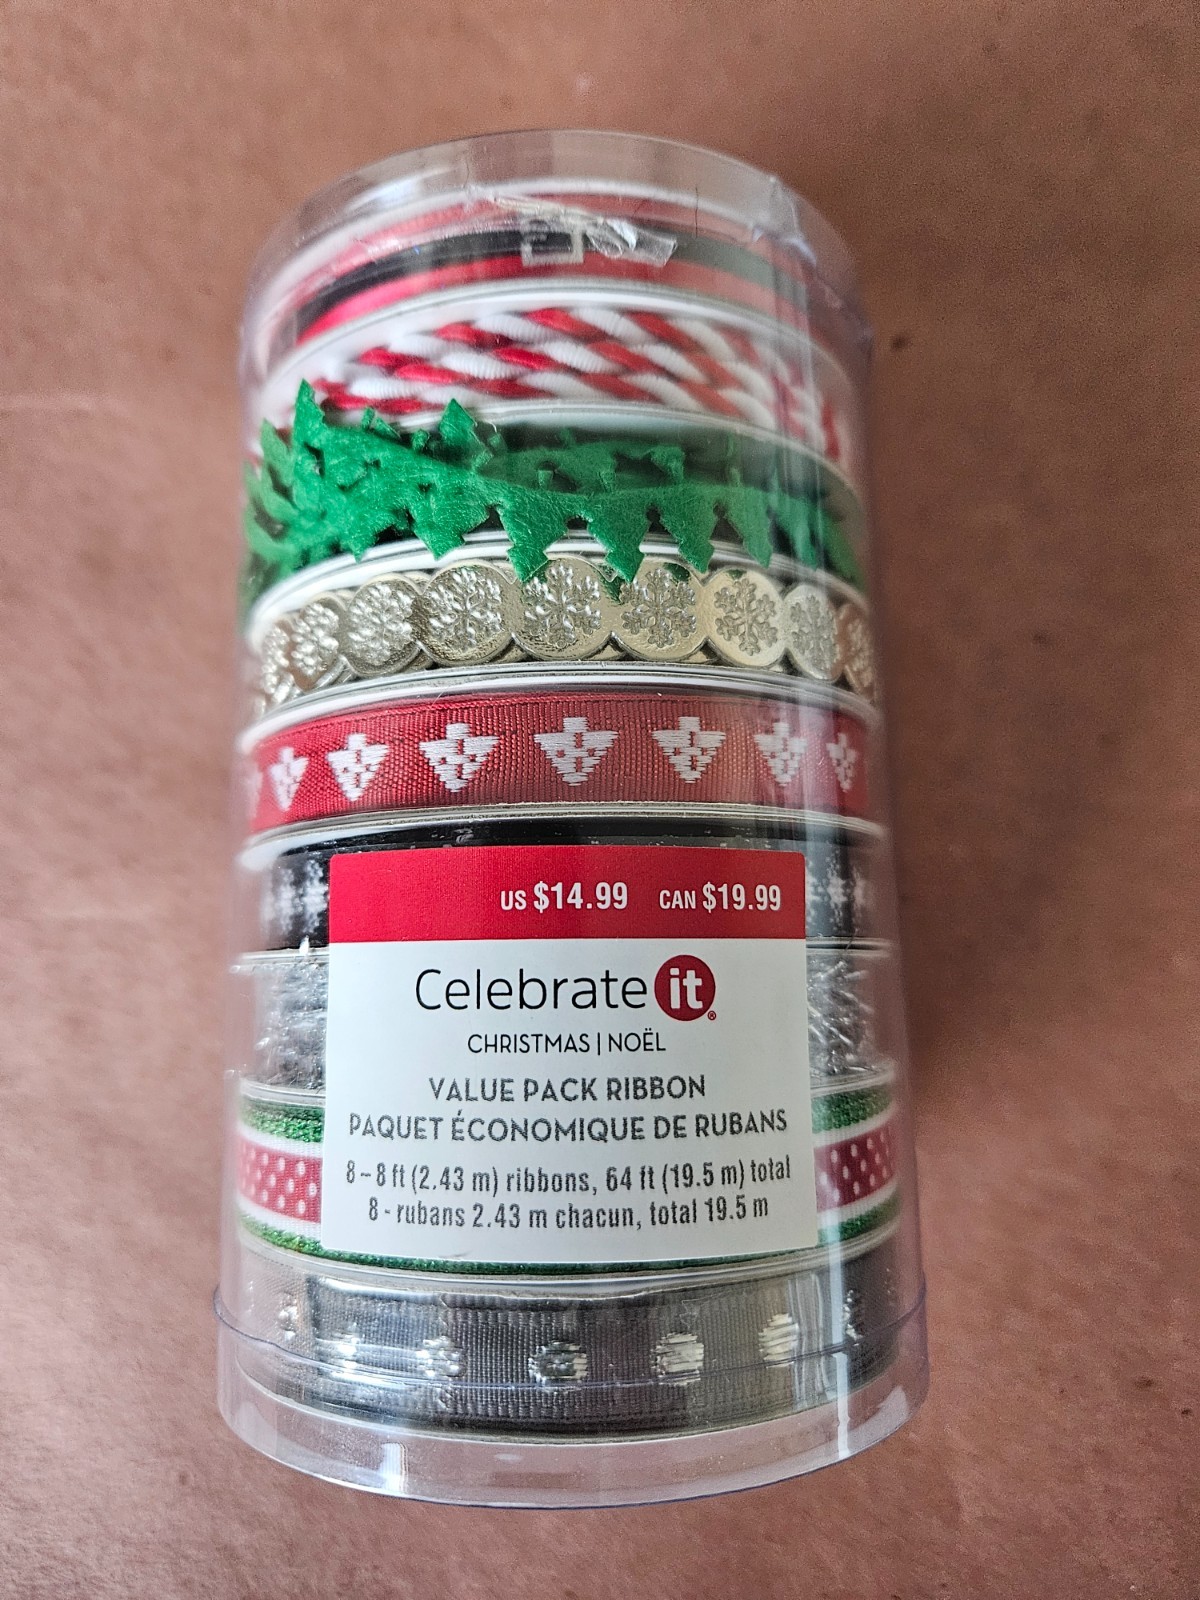 US $14.99 CAN $19.99
Celebrate it®
CHRISTMAS | NOËL
VALUE PACK RIBBON
PAQUET ÉCONOMIQUE DE RUBANS
8 – 8 ft (2.43 m) ribbons, 64 ft (19.5 m) total
8 - rubans 2.43 m chacun, total 19.5 m